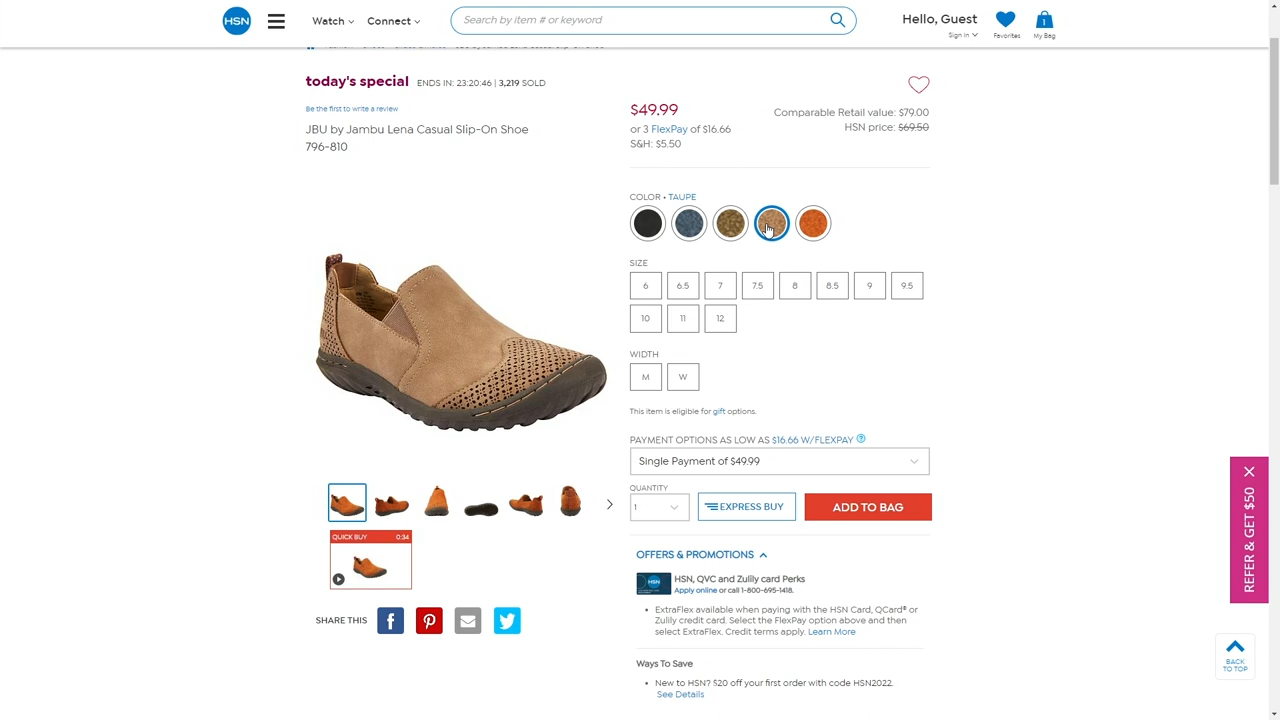 HSN
Watch
Connect
Search by item # or keyword
Hello, Guest
Sign In
Favorites
1
My Bag
today's special ENDS IN: 23:20:46 | 3,219 SOLD
Be the first to write a review
JBU by Jambu Lena Casual Slip-On Shoe
796-810
$49.99
or 3 FlexPay of $16.66
S&H: $5.50
Comparable Retail value: $79.00
HSN price: $69.50
COLOR • TAUPE
SIZE
6 6.5 7 7.5 8 8.5 9 9.5
10 11 12
WIDTH
M W
This item is eligible for gift options.
PAYMENT OPTIONS AS LOW AS $16.66 W/FLEXPAY
Single Payment of $49.99
QUANTITY
1
EXPRESS BUY
ADD TO BAG
QUICK BUY 0:34
SHARE THIS
OFFERS & PROMOTIONS
HSN
HSN, QVC and Zulily card Perks
Apply online or call 1-800-695-1418.
• ExtraFlex available when paying with the HSN Card, QCard® or
Zulily credit card. Select the FlexPay option above and then
select ExtraFlex. Credit terms apply. Learn More
Ways To Save
• New to HSN? $20 off your first order with code HSN2022.
See Details
REFER & GET $50
BACK
TO TOP